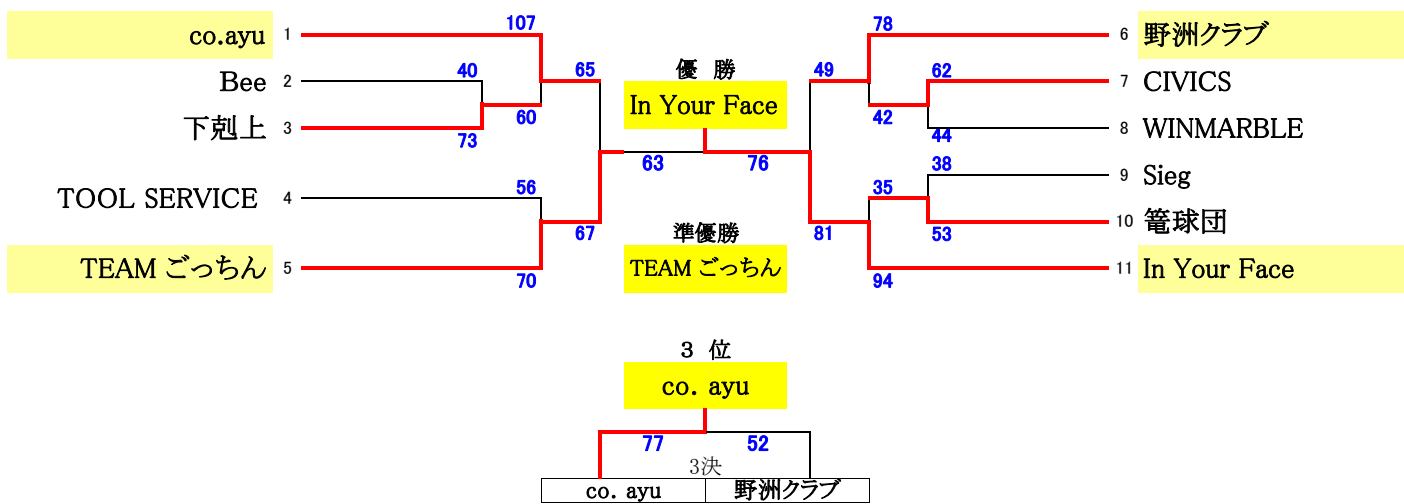 107
78
co.ayu 1
6 野洲クラブ
40
65
優 勝
49
62
Bee 2
In Your Face
7 CIVICS
60
42
下剋上 3
8 WINMARBLE
73
44
63
76
38
9 Sieg
56
35
TOOL SERVICE 4
10 篭球団
67
準優勝
81
53
TEAM ごっちん 5
TEAM ごっちん
11 In Your Face
70
94
3 位
co. ayu
77
52
3決
co. ayu
野洲クラブ